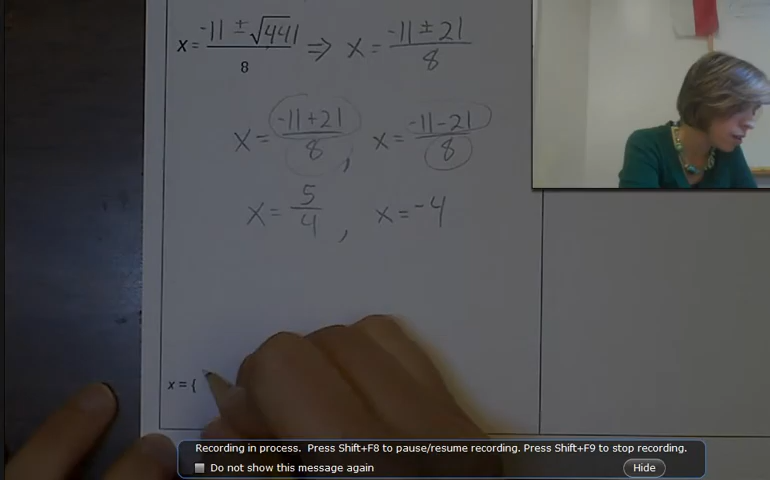 x = -11 ± √441 / 8 ⇒ x = -11 ± 21 / 8
x = -11+21 / 8 , x = -11-21 / 8
x = 5/4 , x = -4
x = {
Recording in process. Press Shift+F8 to pause/resume recording. Press Shift+F9 to stop recording.
Do not show this message again
Hide